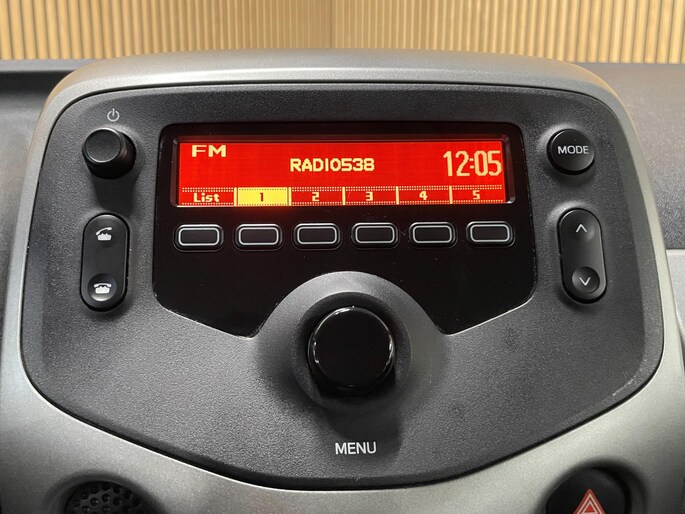 FM
RADIO538
12:05
List 1 2 3 4 5
MODE
MENU